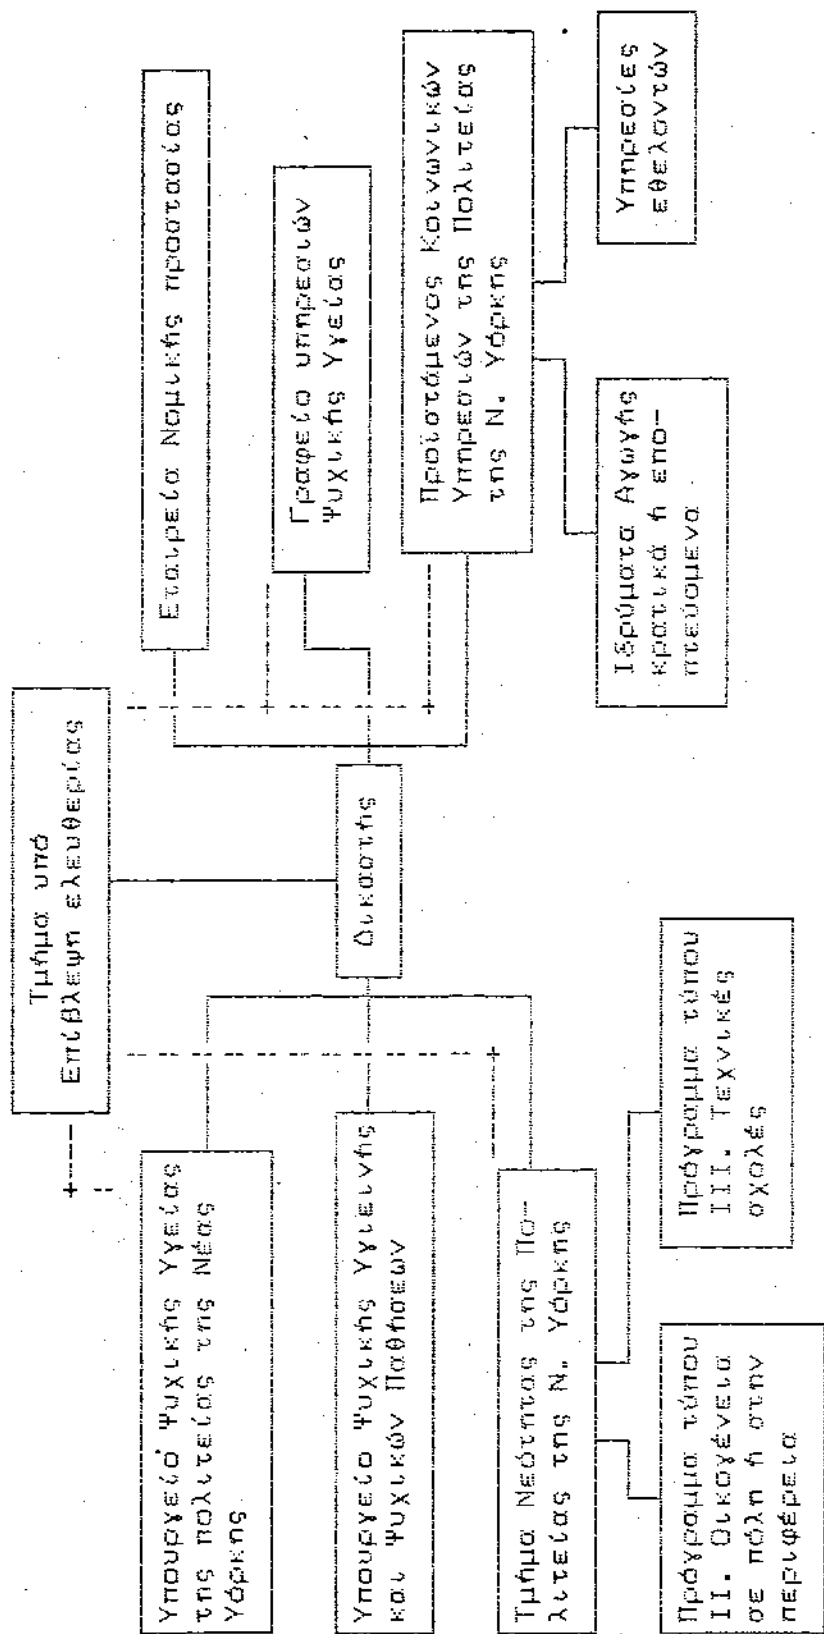 Τμήμα υπό
Επίβλεψη ελευθερίας
Υπουργείο Ψυχικής Υγείας
της πολιτείας της Νέας
Υόρκης
Εταιρεία Νομικής προστασίας
Υπουργείο Ψυχικής Υγιεινής
και Ψυχικών Παθήσεων
Δικαστής
Γραφείο υπηρεσιών
Ψυχικής Υγείας
Τμήμα Νεότητας της Πο-
λιτείας της Ν. Υόρκης
Προϊστάμενος Κοινωνικών
Υπηρεσιών της Πολιτείας
της Ν. Υόρκης
Πρόγραμμα τύπου
ΙΙ. Οικογένεια
σε πόλη ή στην
περιφέρεια
Πρόγραμμα τύπου
ΙΙΙ. Τεχνικές
σχολές
Ιδρύματα Αγωγής
κρατικά ή επο-
πτευόμενα
Υπηρεσίες
εθελοντών